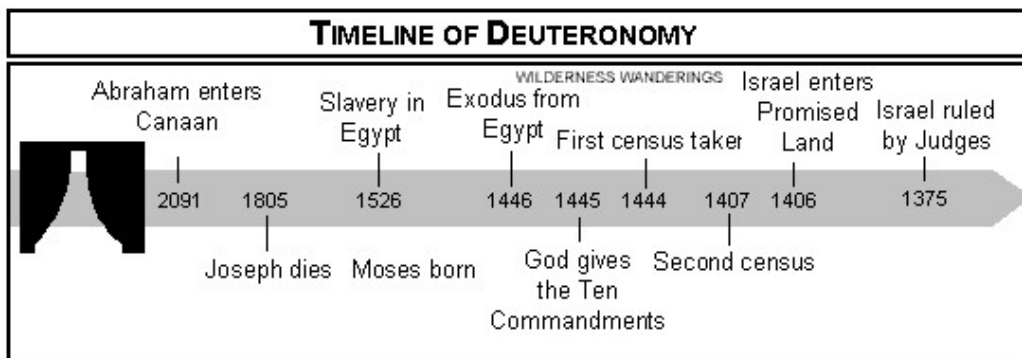 TIMELINE OF DEUTERONOMY
WILDERNESS WANDERINGS
Abraham enters
Canaan
Slavery in
Egypt
Exodus from
Egypt
First census taker
Israel enters
Promised
Land
Israel ruled
by Judges
2091 1805 1526 1446 1445 1444 1407 1406 1375
Joseph dies
Moses born
God gives
the Ten
Commandments
Second census